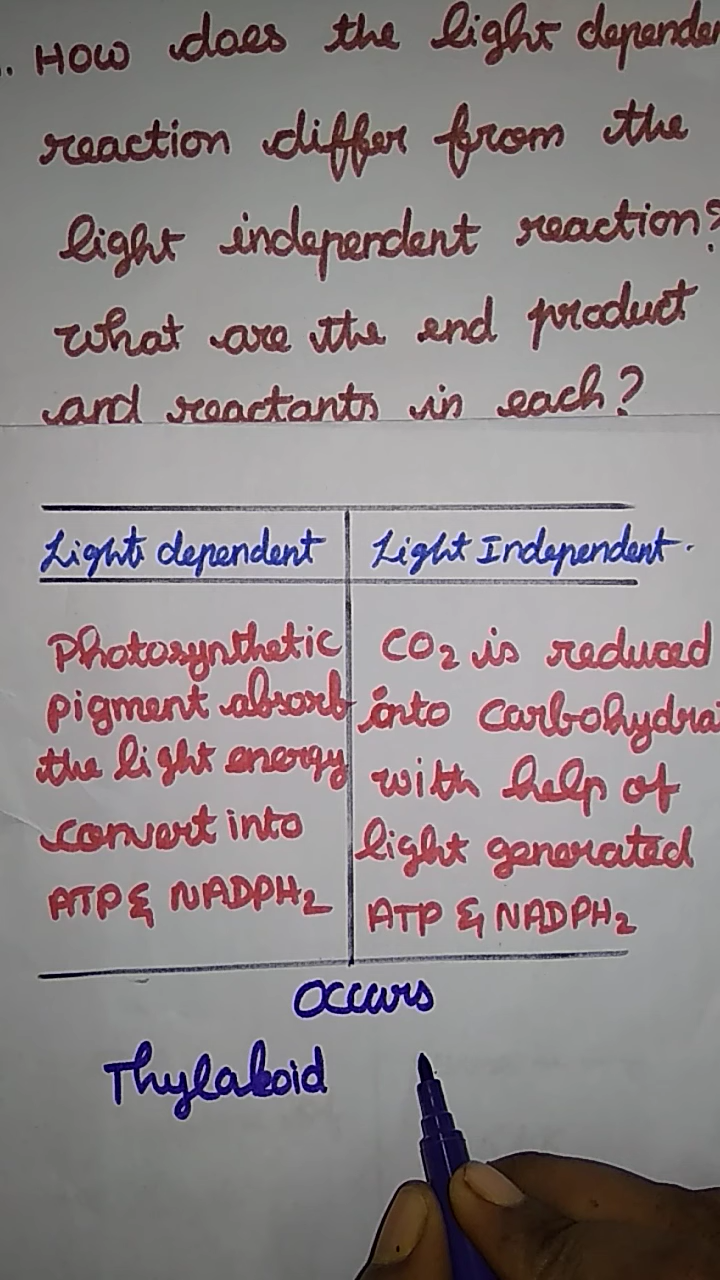 . How does the light depender
reaction differ from the
light independent reaction?
what are the end product
and reactants in each?
Light dependent
Light Independent.
Photosynthetic
pigment absorb
the light energy
convert into
ATP & NADPH₂
CO₂ is reduced
into carbohydra
with help of
light generated
ATP & NADPH₂
Occurs
Thylakoid